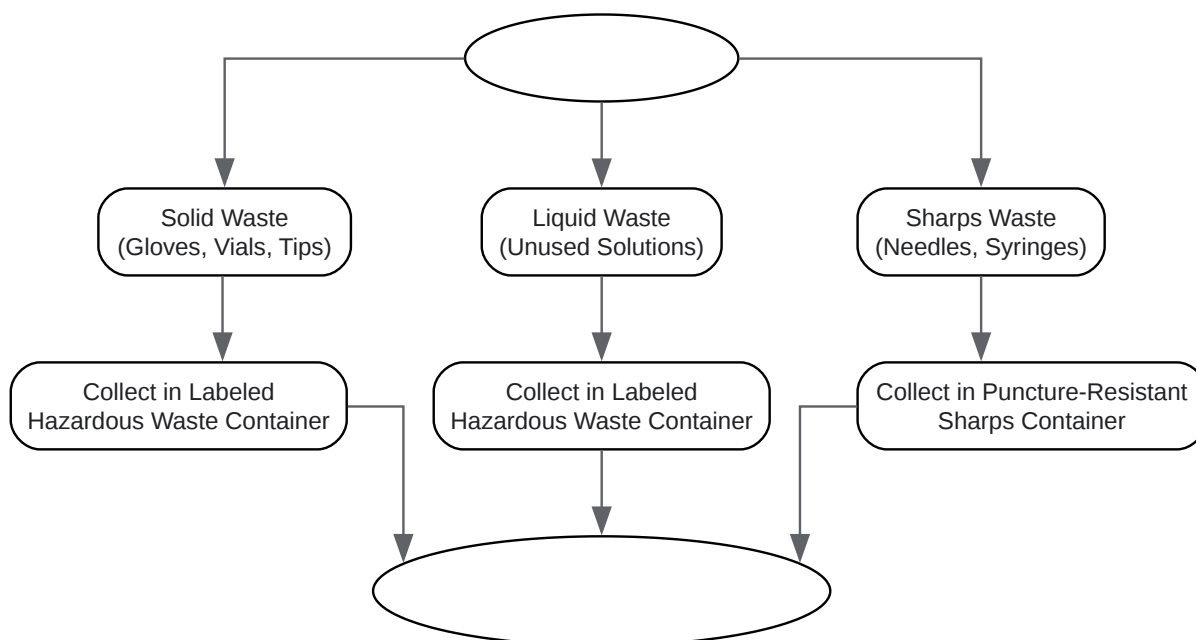 Solid Waste
(Gloves, Vials, Tips)
Liquid Waste
(Unused Solutions)
Sharps Waste
(Needles, Syringes)
Collect in Labeled
Hazardous Waste Container
Collect in Labeled
Hazardous Waste Container
Collect in Puncture-Resistant
Sharps Container